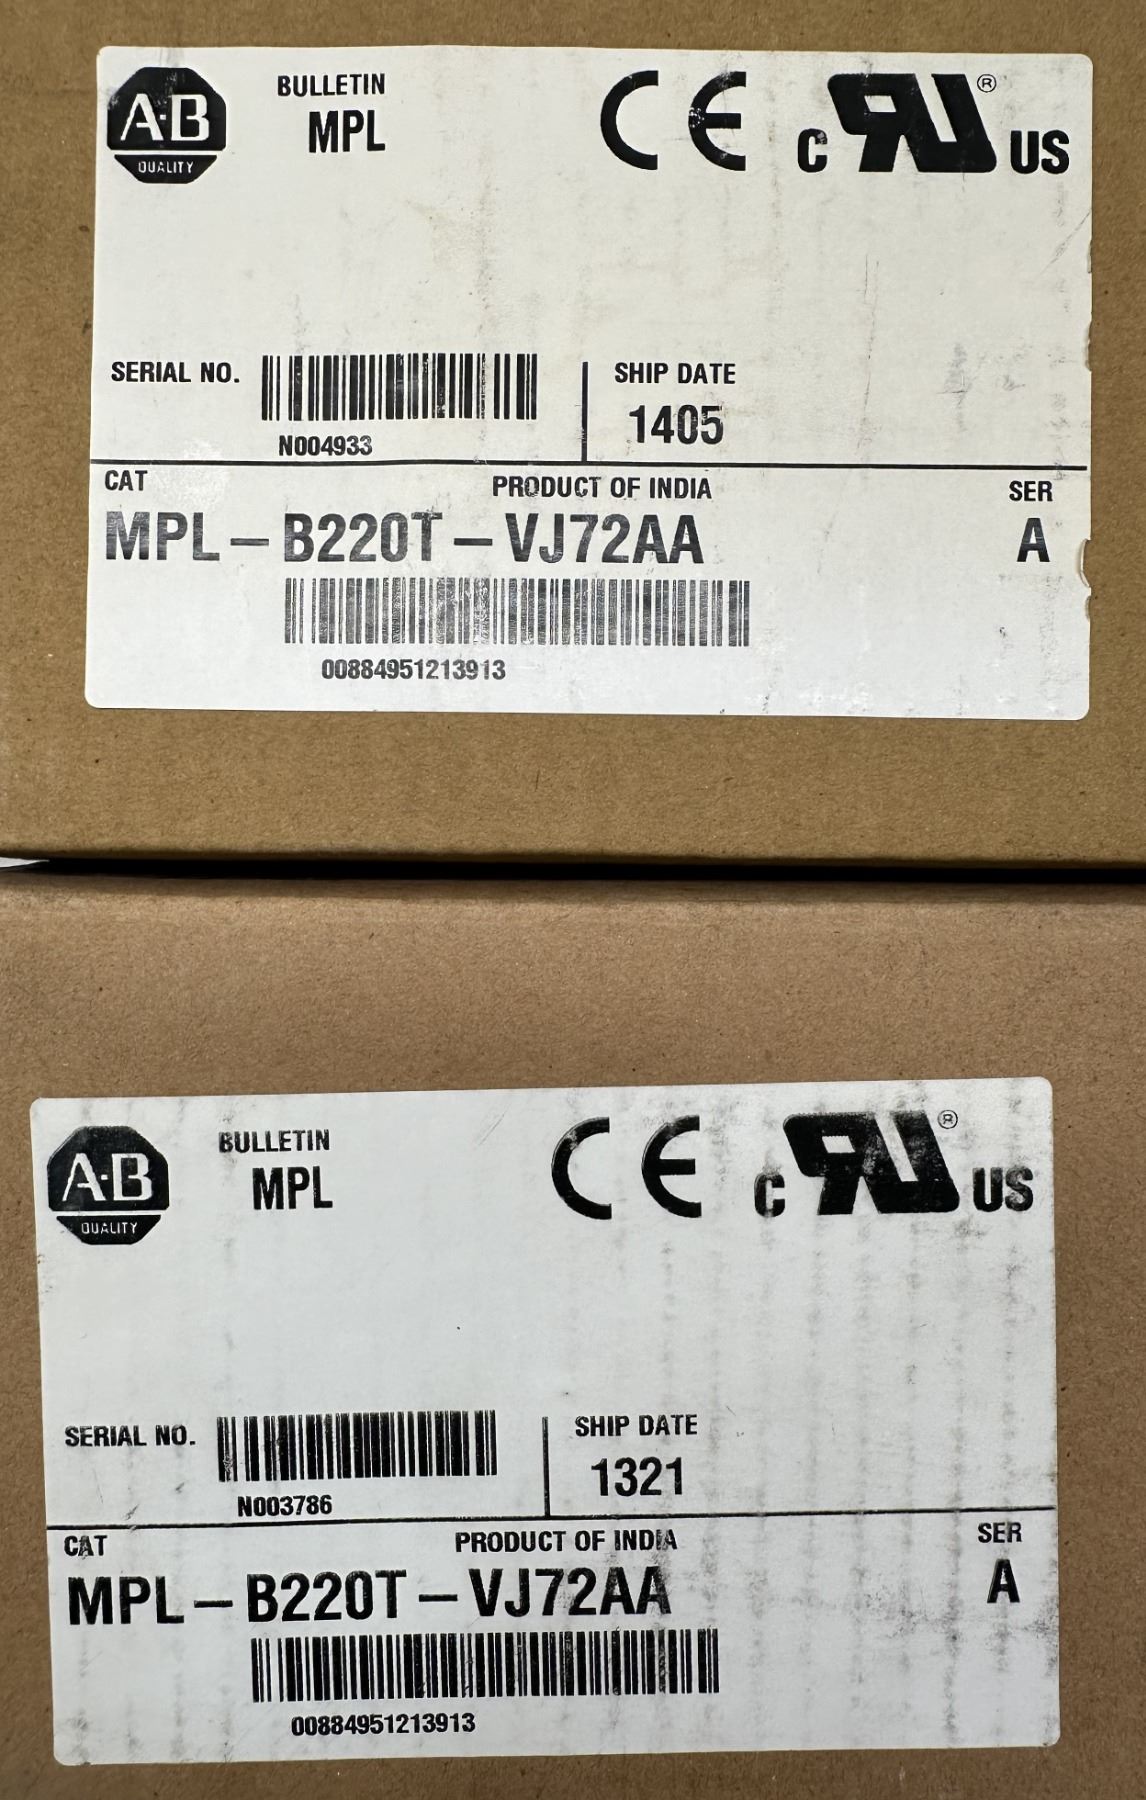 A·B
QUALITY
BULLETIN
MPL
CE
c RU ® US
SERIAL NO.
N004933
SHIP DATE
1405
CAT
PRODUCT OF INDIA
SER
MPL-B220T-VJ72AA
A
00884951213913
A·B
QUALITY
BULLETIN
MPL
CE
c RU ® US
SERIAL NO.
N003786
SHIP DATE
1321
CAT
PRODUCT OF INDIA
SER
MPL-B220T-VJ72AA
A
00884951213913